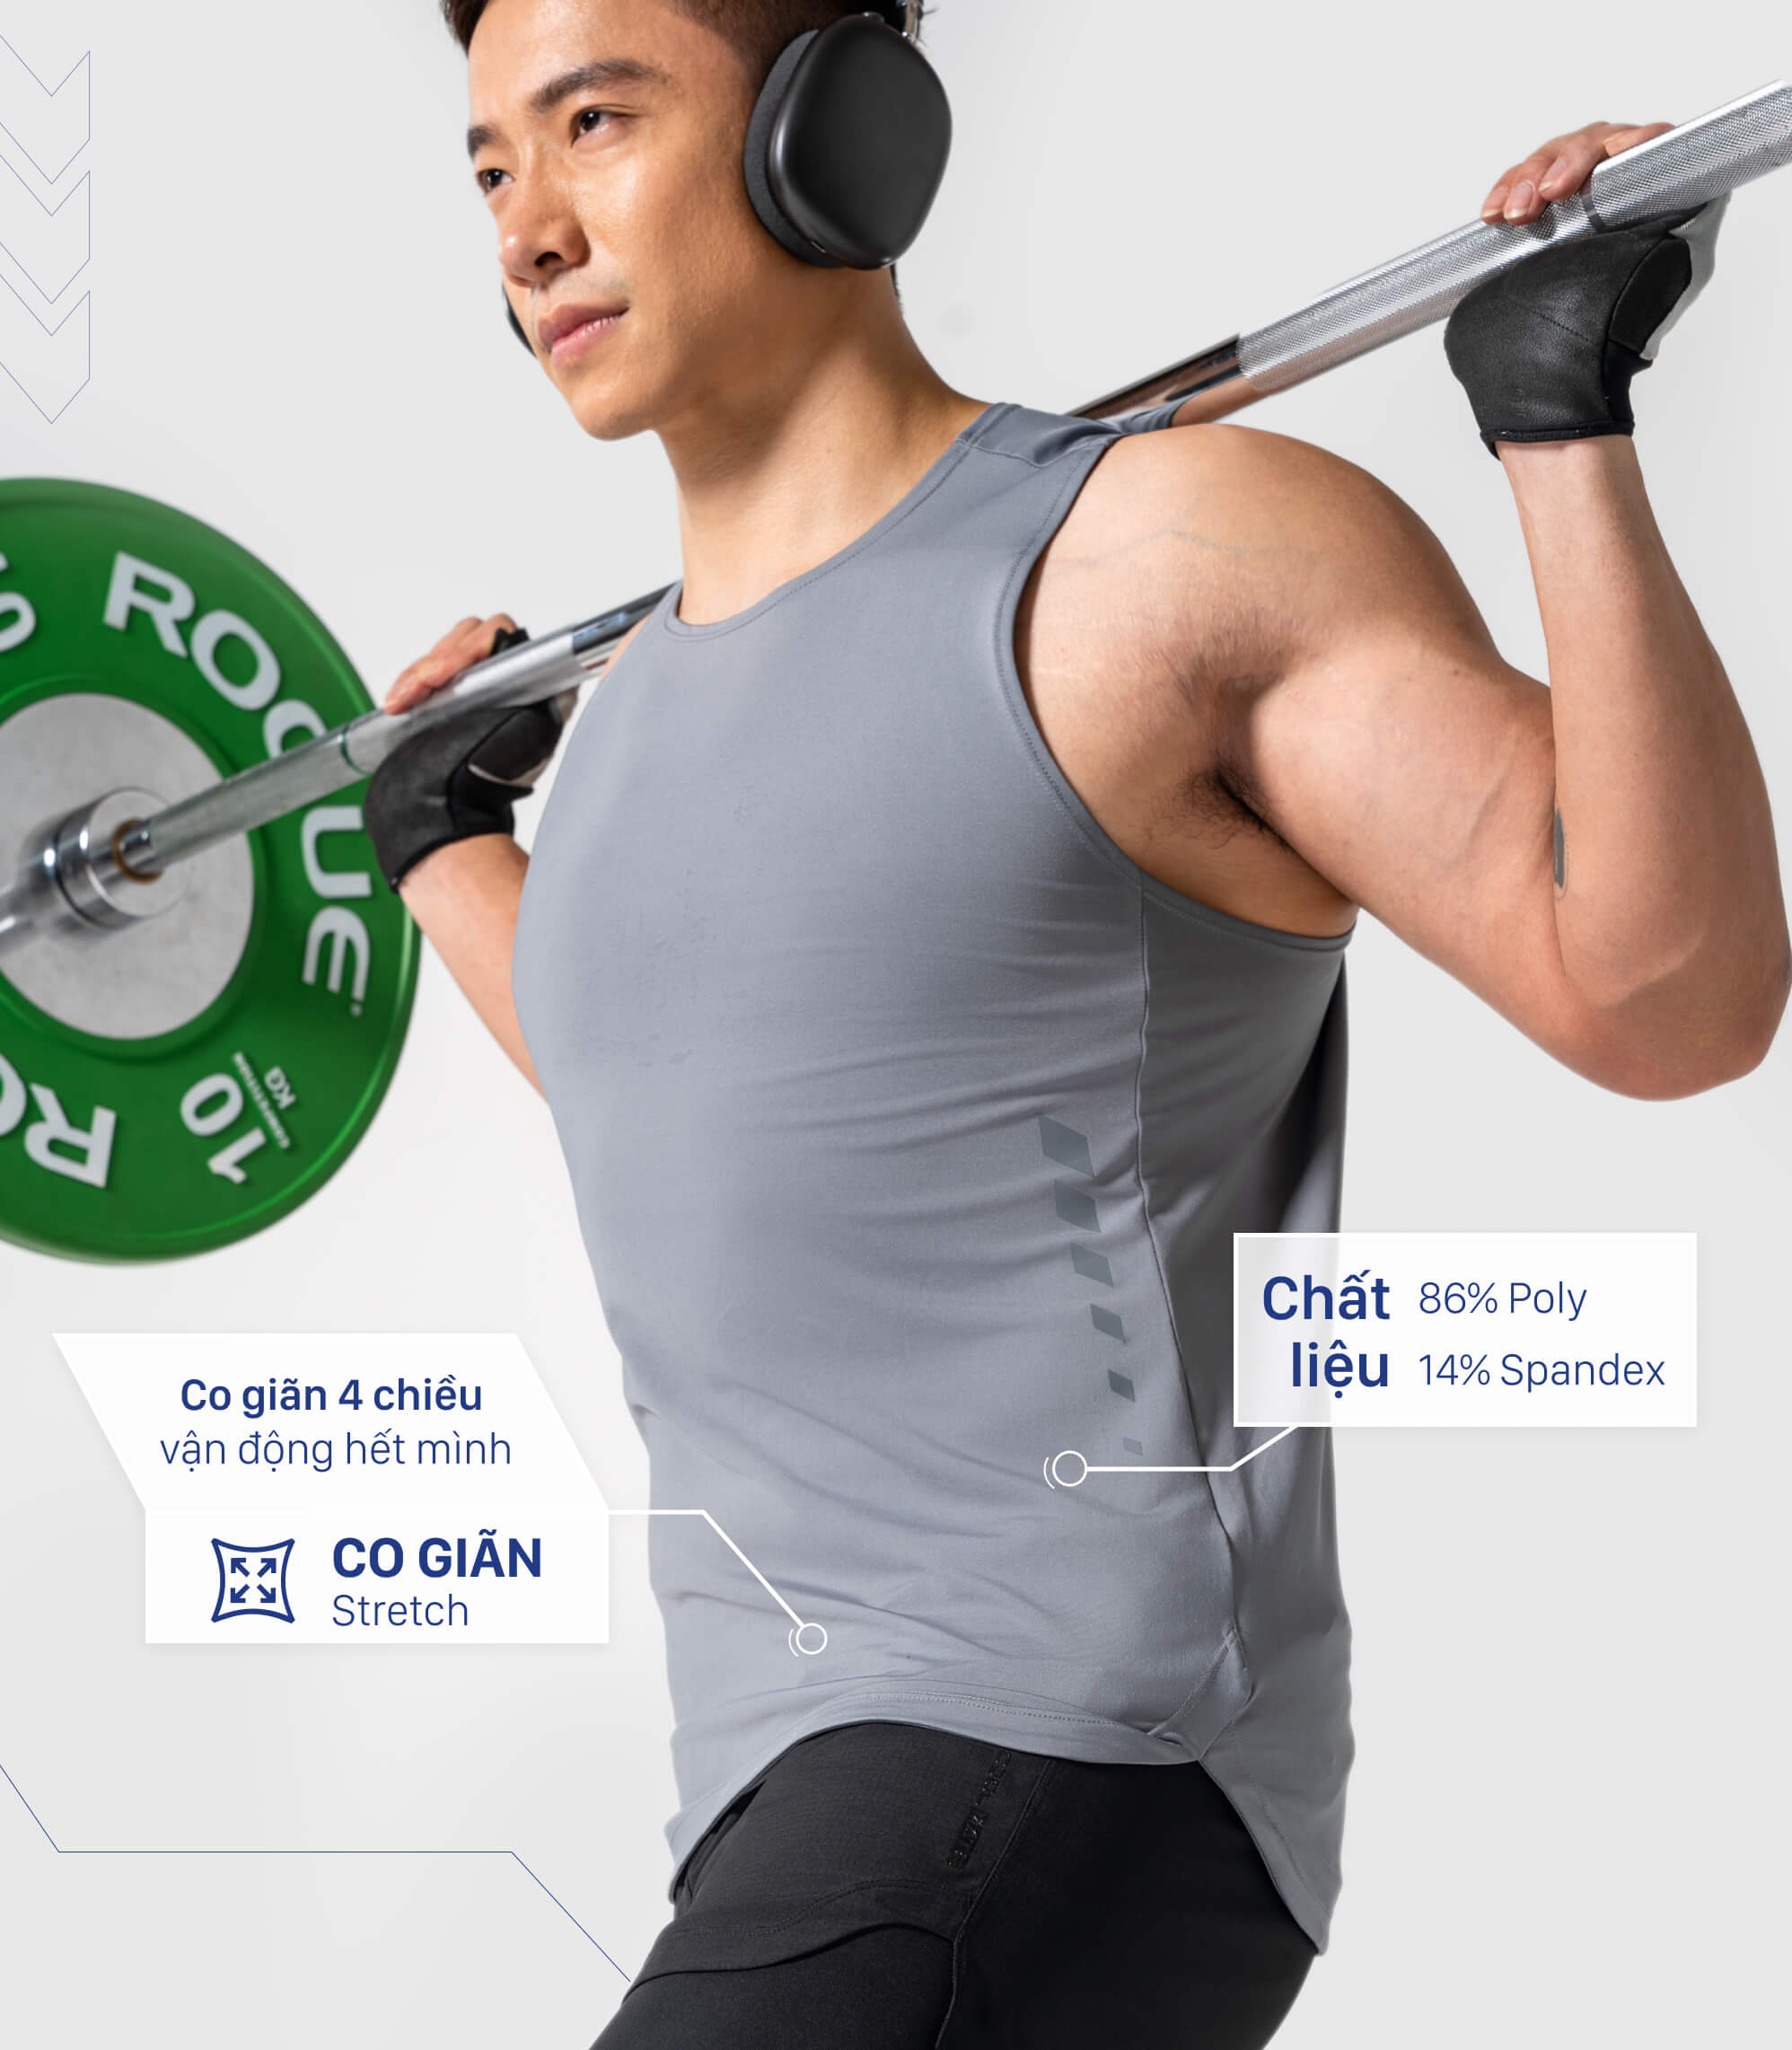 ROGUE
10
KG
COMPETITION
Chất liệu
86% Poly
14% Spandex
Co giãn 4 chiều
vận động hết mình
CO GIÃN
Stretch